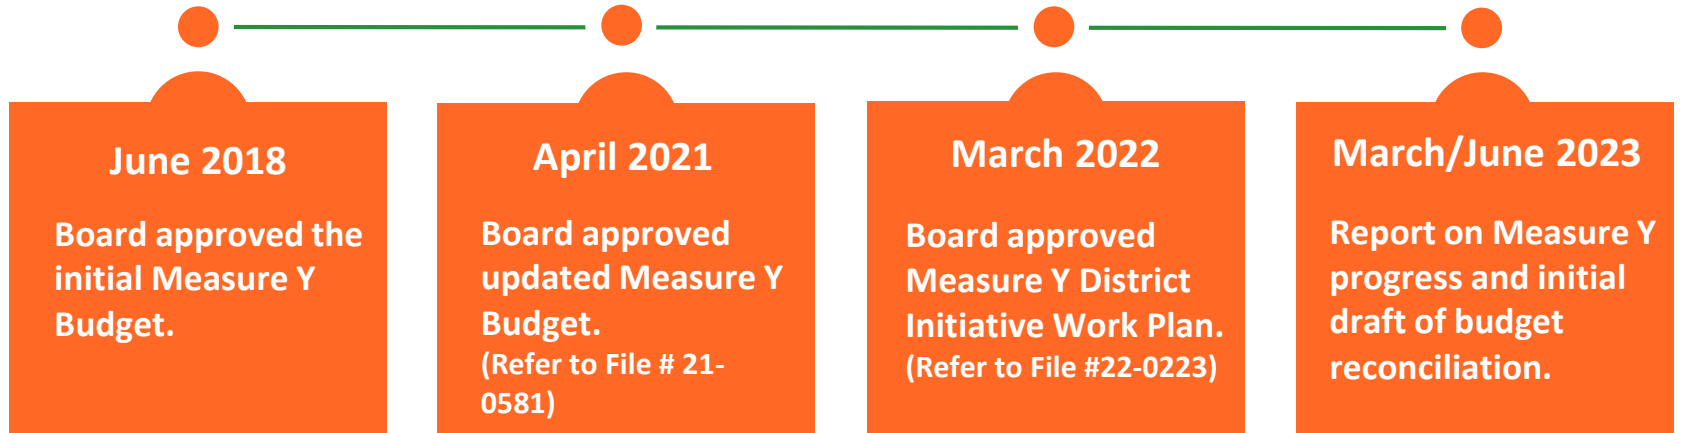 June 2018
Board approved the
initial Measure Y
Budget.
April 2021
Board approved
updated Measure Y
Budget.
(Refer to File # 21-
0581)
March 2022
Board approved
Measure Y District
Initiative Work Plan.
(Refer to File #22-0223)
March/June 2023
Report on Measure Y
progress and initial
draft of budget
reconciliation.